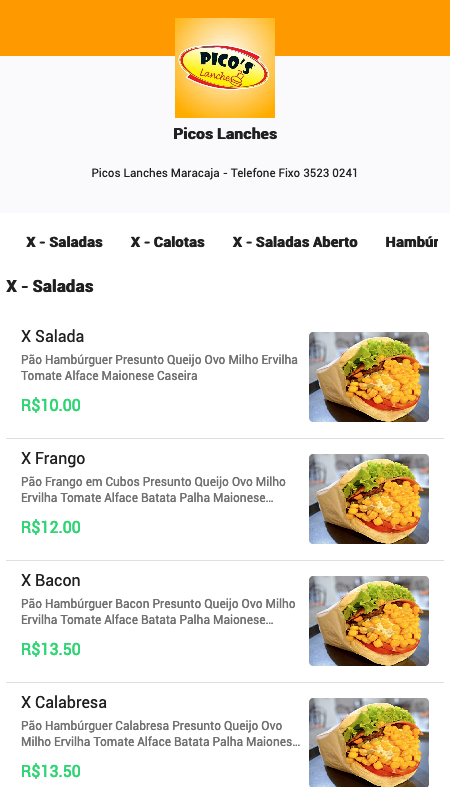 PICO'S
Lanches
Picos Lanches
Picos Lanches Maracaja - Telefone Fixo 3523 0241
X - Saladas X - Calotas X - Saladas Aberto Hambúr
X - Saladas
X Salada
Pão Hambúrguer Presunto Queijo Ovo Milho Ervilha
Tomate Alface Maionese Caseira
R$10.00
X Frango
Pão Frango em Cubos Presunto Queijo Ovo Milho
Ervilha Tomate Alface Batata Palha Maionese...
R$12.00
X Bacon
Pão Hambúrguer Bacon Presunto Queijo Ovo Milho
Ervilha Tomate Alface Batata Palha Maionese...
R$13.50
X Calabresa
Pão Hambúrguer Calabresa Presunto Queijo Ovo
Milho Ervilha Tomate Alface Batata Palha Maiones...
R$13.50